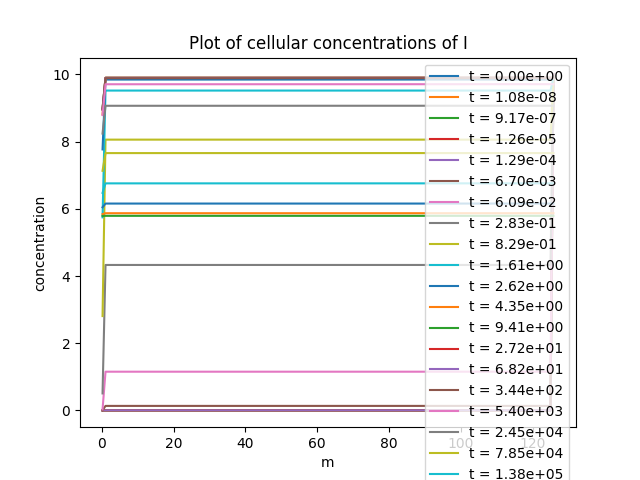 Plot of cellular concentrations of I
concentration
10
8
6
4
2
0
0 20 40 60 80 100 120
m
t = 0.00e+00
t = 1.08e-08
t = 9.17e-07
t = 1.26e-05
t = 1.29e-04
t = 6.70e-03
t = 6.09e-02
t = 2.83e-01
t = 8.29e-01
t = 1.61e+00
t = 2.62e+00
t = 4.35e+00
t = 9.41e+00
t = 2.72e+01
t = 6.82e+01
t = 3.44e+02
t = 5.40e+03
t = 2.45e+04
t = 7.85e+04
t = 1.38e+05